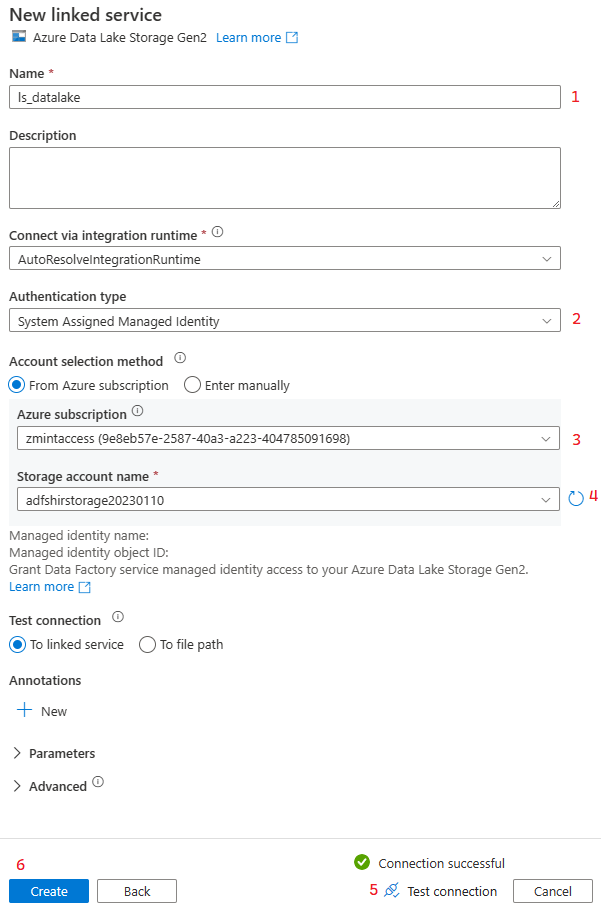 New linked service
Azure Data Lake Storage Gen2 Learn more
Name *
ls_datalake 1
Description
Connect via integration runtime *
AutoResolveIntegrationRuntime
Authentication type
System Assigned Managed Identity 2
Account selection method
From Azure subscription Enter manually
Azure subscription
zmintaccess (9e8eb57e-2587-40a3-a223-404785091698) 3
Storage account name *
adfshirstorage20230110 4
Managed identity name:
Managed identity object ID:
Grant Data Factory service managed identity access to your Azure Data Lake Storage Gen2.
Learn more
Test connection
To linked service To file path
Annotations
New
Parameters
Advanced
6 Connection successful
Create Back 5 Test connection Cancel